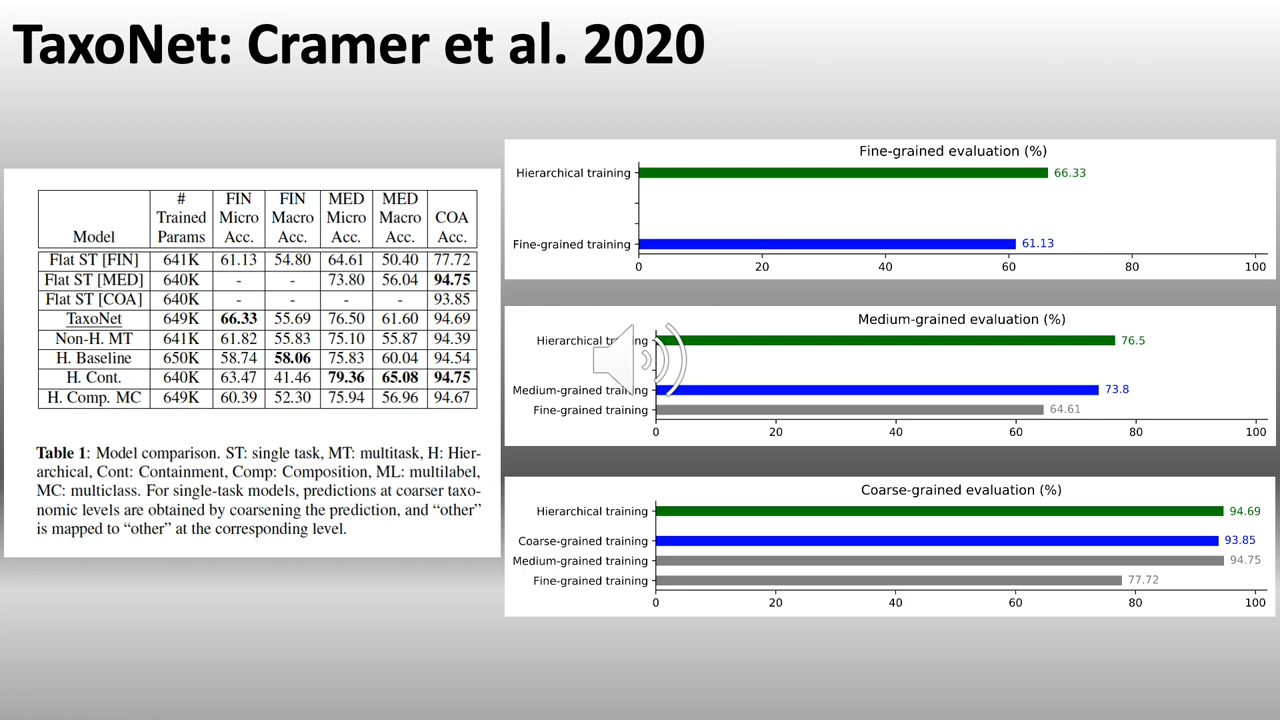 TaxoNet: Cramer et al. 2020
# FIN FIN MED MED
Trained Micro Macro Micro Macro COA
Model Params Acc. Acc. Acc. Acc. Acc.
Flat ST [FIN] 641K 61.13 54.80 64.61 50.40 77.72
Flat ST [MED] 640K - - 73.80 56.04 94.75
Flat ST [COA] 640K - - - - 93.85
TaxoNet 649K 66.33 55.69 76.50 61.60 94.69
Non-H. MT 641K 61.82 55.83 75.10 55.87 94.39
H. Baseline 650K 58.74 58.06 75.83 60.04 94.54
H. Cont. 640K 63.47 41.46 79.36 65.08 94.75
H. Comp. MC 649K 60.39 52.30 75.94 56.96 94.67
Table 1: Model comparison. ST: single task, MT: multitask, H: Hier-
archical, Cont: Containment, Comp: Composition, ML: multilabel,
MC: multiclass. For single-task models, predictions at coarser taxo-
nomic levels are obtained by coarsening the prediction, and “other”
is mapped to “other” at the corresponding level.
Fine-grained evaluation (%)
Hierarchical training 66.33
Fine-grained training 61.13
0 20 40 60 80 100
Medium-grained evaluation (%)
Hierarchical training 76.5
Medium-grained training 73.8
Fine-grained training 64.61
0 20 40 60 80 100
Coarse-grained evaluation (%)
Hierarchical training 94.69
Coarse-grained training 93.85
Medium-grained training 94.75
Fine-grained training 77.72
0 20 40 60 80 100